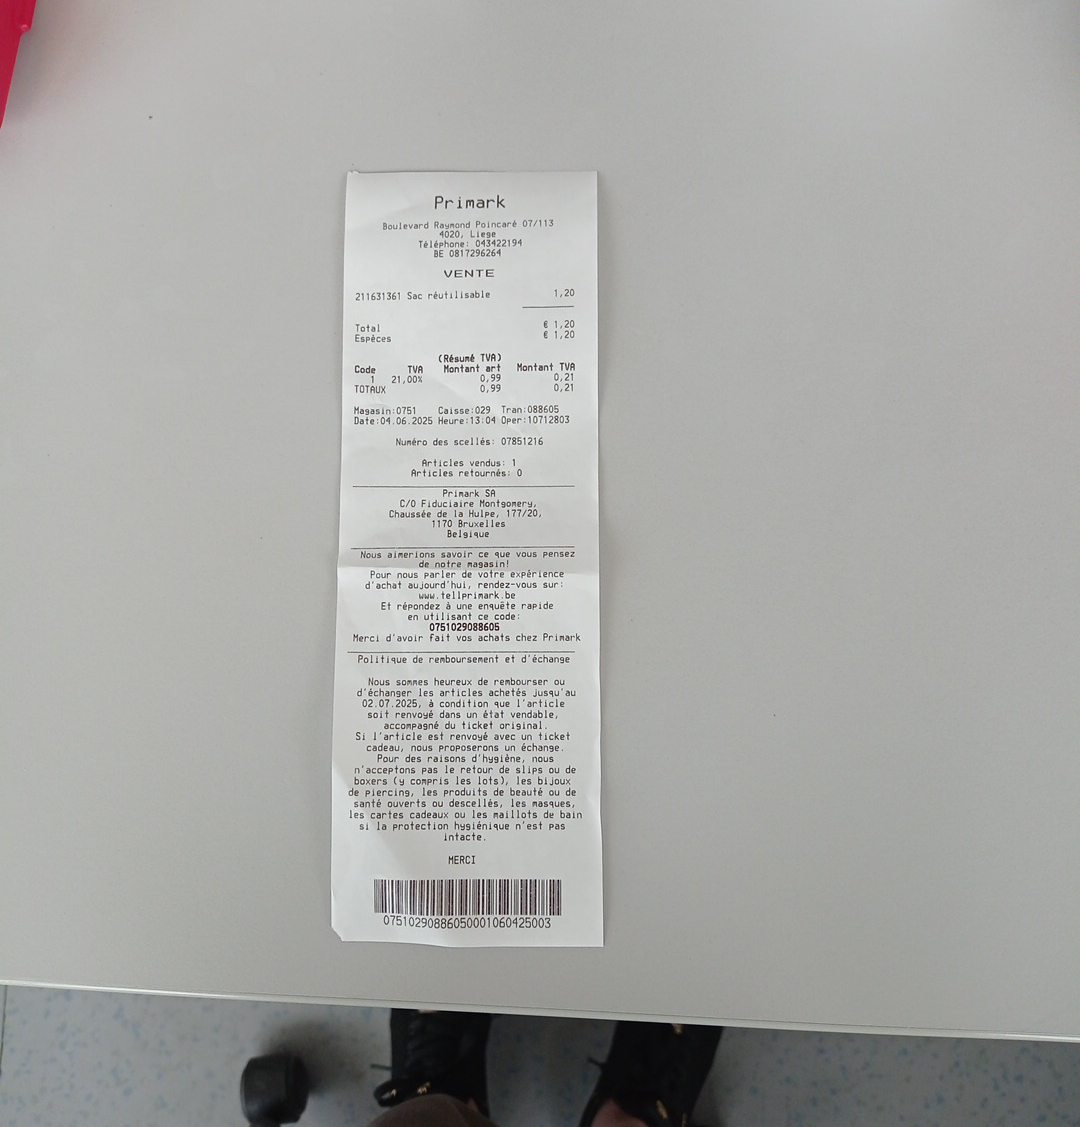 Primark
Boulevard Raymond Poincaré 07/113
4020, Liege
Téléphone: 043422194
BE 0817296264
VENTE
211631361 Sac réutilisable 1,20
Total € 1,20
Espèces € 1,20
(Résumé TVA)
Code TVA Montant art Montant TVA
1 21,00% 0,99 0,21
TOTAUX 0,99 0,21
Magasin:0751 Caisse:029 Tran:088605
Date:04.06.2025 Heure:13:04 Oper:10712803
Numéro des scellés: 07851216
Articles vendus: 1
Articles retournés: 0
Primark SA
C/O Fiduciaire Montgomery,
Chaussée de la Hulpe, 177/20,
1170 Bruxelles
Belgique
Nous aimerions savoir ce que vous pensez
de notre magasin!
Pour nous parler de votre expérience
d'achat aujourd'hui, rendez-vous sur:
www.tellprimark.be
Et répondez à une enquête rapide
en utilisant ce code:
0751029088605
Merci d'avoir fait vos achats chez Primark
Politique de remboursement et d'échange
Nous sommes heureux de rembourser ou
d'échanger les articles achetés jusqu'au
02.07.2025, à condition que l'article
soit renvoyé dans un état vendable,
accompagné du ticket original.
Si l'article est renvoyé avec un ticket
cadeau, nous proposerons un échange.
Pour des raisons d'hygiène, nous
n'acceptons pas le retour de slips ou de
boxers (y compris les lots), les bijoux
de piercing, les produits de beauté ou de
santé ouverts ou descellés, les masques,
les cartes cadeaux ou les maillots de bain
si la protection hygiénique n'est pas
intacte.
MERCI
07510290886050001060425003